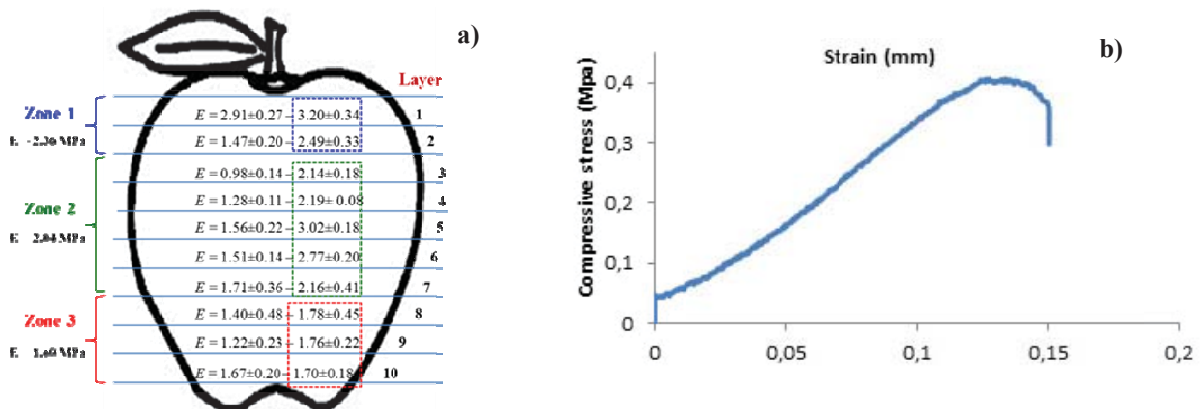 a)
Layer
Zone 1
E = 2.91±0.27 – 3.20±0.34 1
E = 1.47±0.20 – 2.49±0.33 2
E = 0.98±0.14 – 2.14±0.18 3
E = 1.28±0.11 – 2.19± 0.08 4
Zone 2
E = 1.56±0.22 – 3.02±0.18 5
E = 1.51±0.14 – 2.77±0.20 6
E = 1.71±0.36 – 2.16±0.41 7
E = 1.40±0.48 – 1.78±0.45 8
Zone 3
E = 1.22±0.23 – 1.76±0.22 9
E = 1.67±0.20 – 1.70±0.18 10
b)
Strain (mm)
Compressive stress (Mpa)
0,4
0,3
0,2
0,1
0
0 0,05 0,1 0,15 0,2